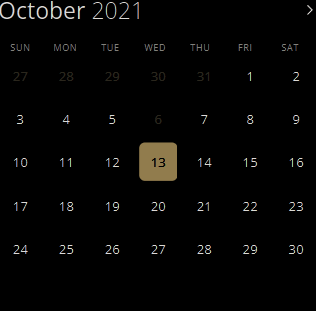 October 2021
SUN MON TUE WED THU FRI SAT
27 28 29 30 31 1 2
3 4 5 6 7 8 9
10 11 12 13 14 15 16
17 18 19 20 21 22 23
24 25 26 27 28 29 30